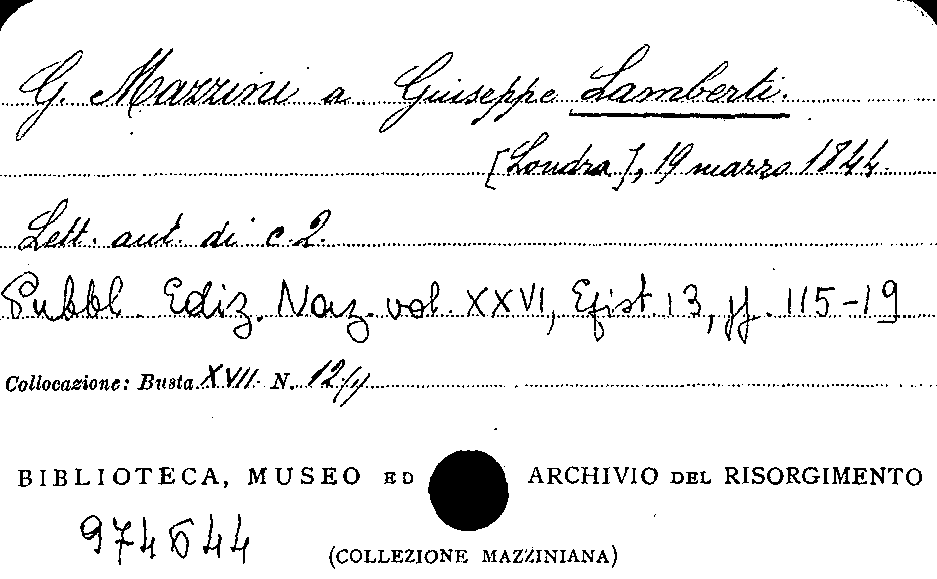 G. Mazzini a Giuseppe Lamberti.
[Londra], 19 marzo 1844.
Lett. aut. di c. 2.
Pubbl. Ediz. Naz. vol. XXVI, Epist. 13, pp. 115-19
Collocazione: Busta XVII N. 12/1
BIBLIOTECA, MUSEO ED ARCHIVIO DEL RISORGIMENTO
974644
(COLLEZIONE MAZZINIANA)